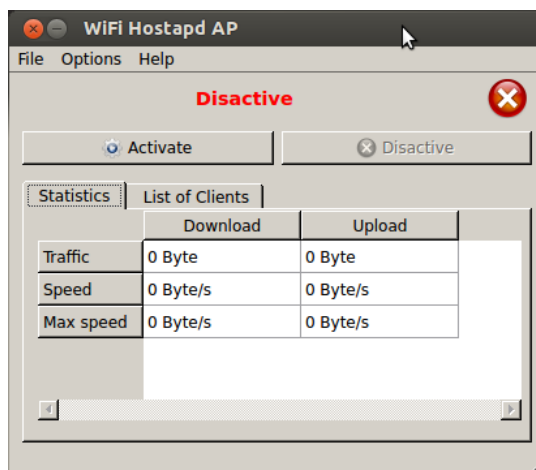 WiFi Hostapd AP
File Options Help
Disactive
Activate Disactive
Statistics List of Clients
Download Upload
Traffic 0 Byte 0 Byte
Speed 0 Byte/s 0 Byte/s
Max speed 0 Byte/s 0 Byte/s